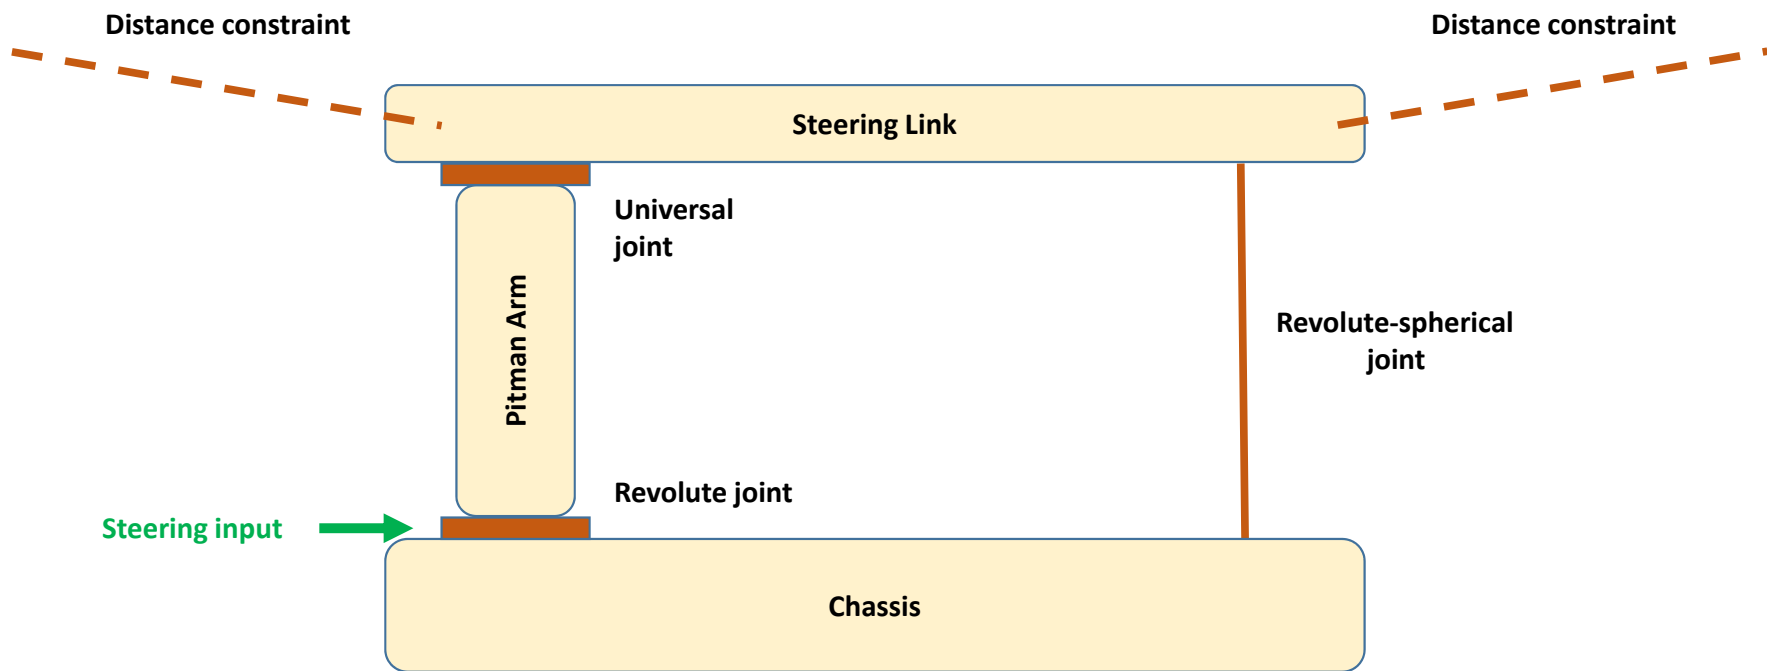 Distance constraint
Distance constraint
Steering Link
Universal
joint
Pitman Arm
Revolute-spherical
joint
Revolute joint
Steering input
Chassis